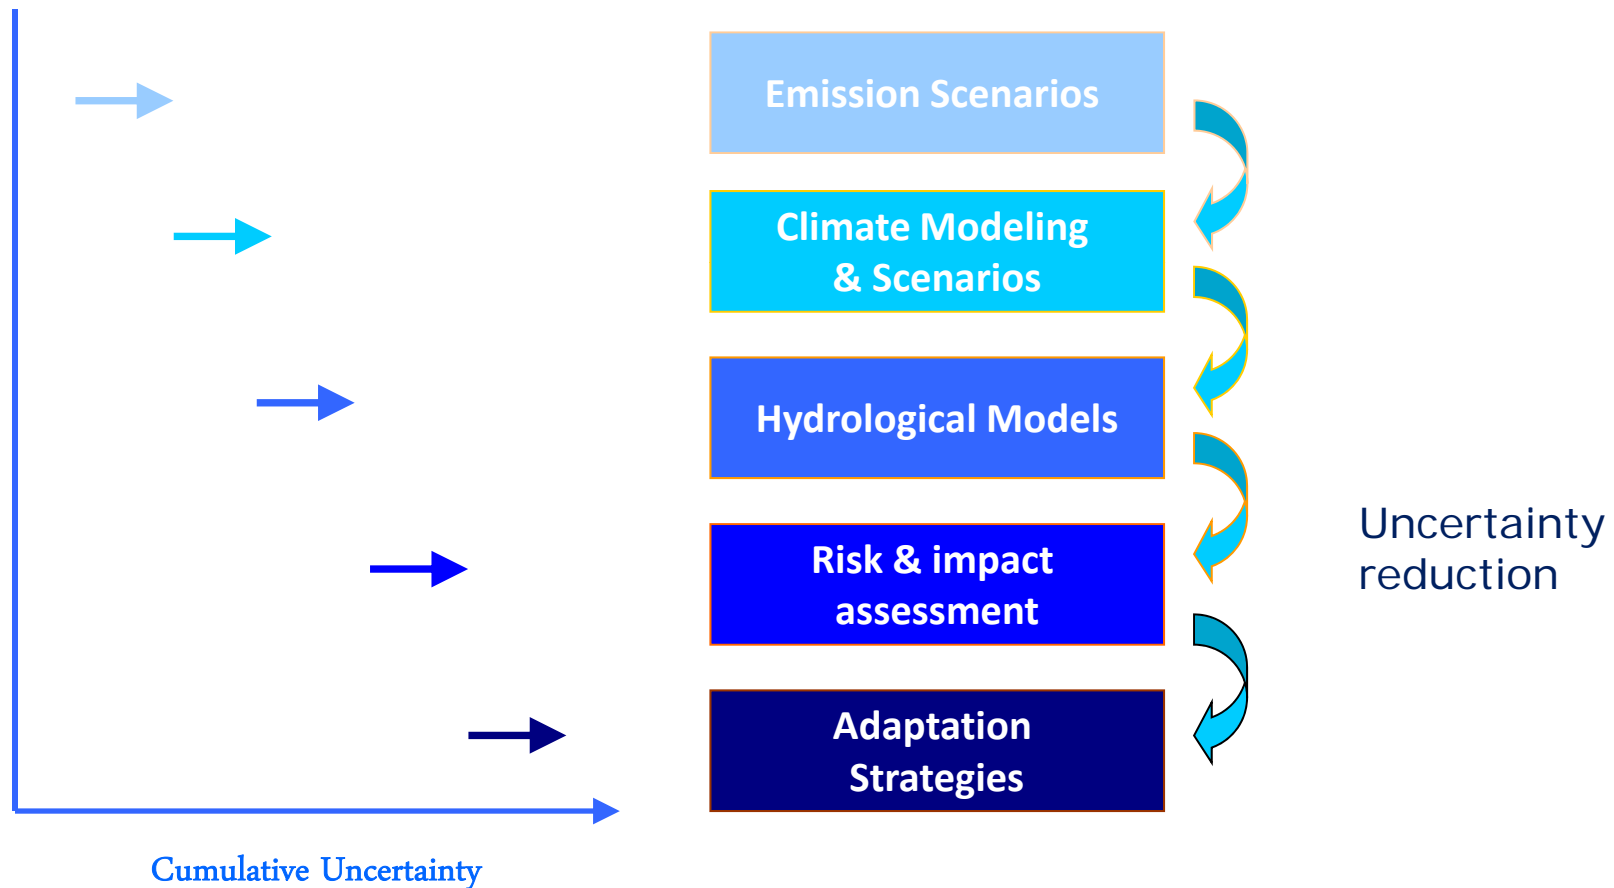 Emission Scenarios
Climate Modeling
& Scenarios
Hydrological Models
Risk & impact
assessment
Uncertainty
reduction
Adaptation
Strategies
Cumulative Uncertainty